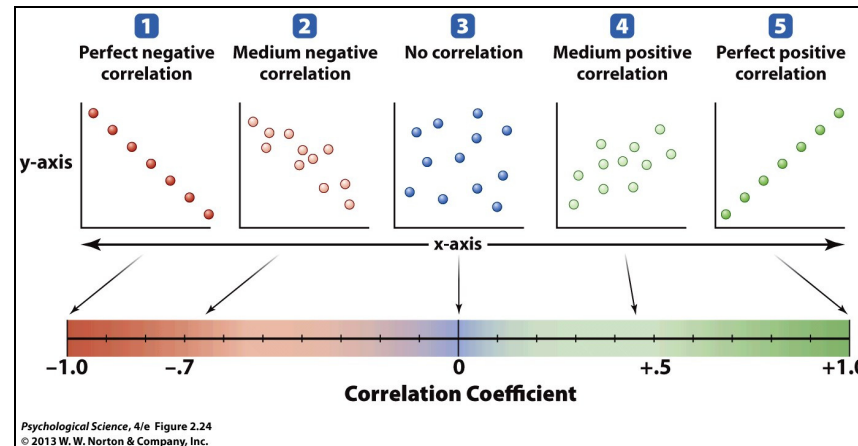 1 2 3 4 5
Perfect negative correlation
Medium negative correlation
No correlation
Medium positive correlation
Perfect positive correlation
y-axis
x-axis
–1.0 –.7 0 +.5 +1.0
Correlation Coefficient
Psychological Science, 4/e Figure 2.24
© 2013 W. W. Norton & Company, Inc.